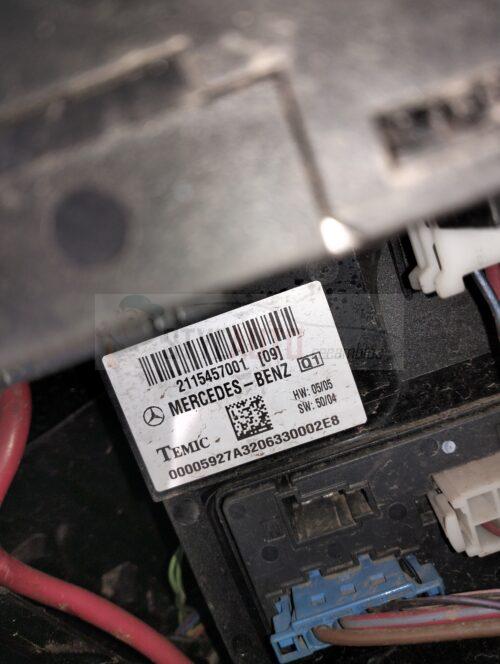 2115457001 [09]
MERCEDES-BENZ 01
HW: 05/05
SW: 50/04
TEMIC
00005927A3206330002E8